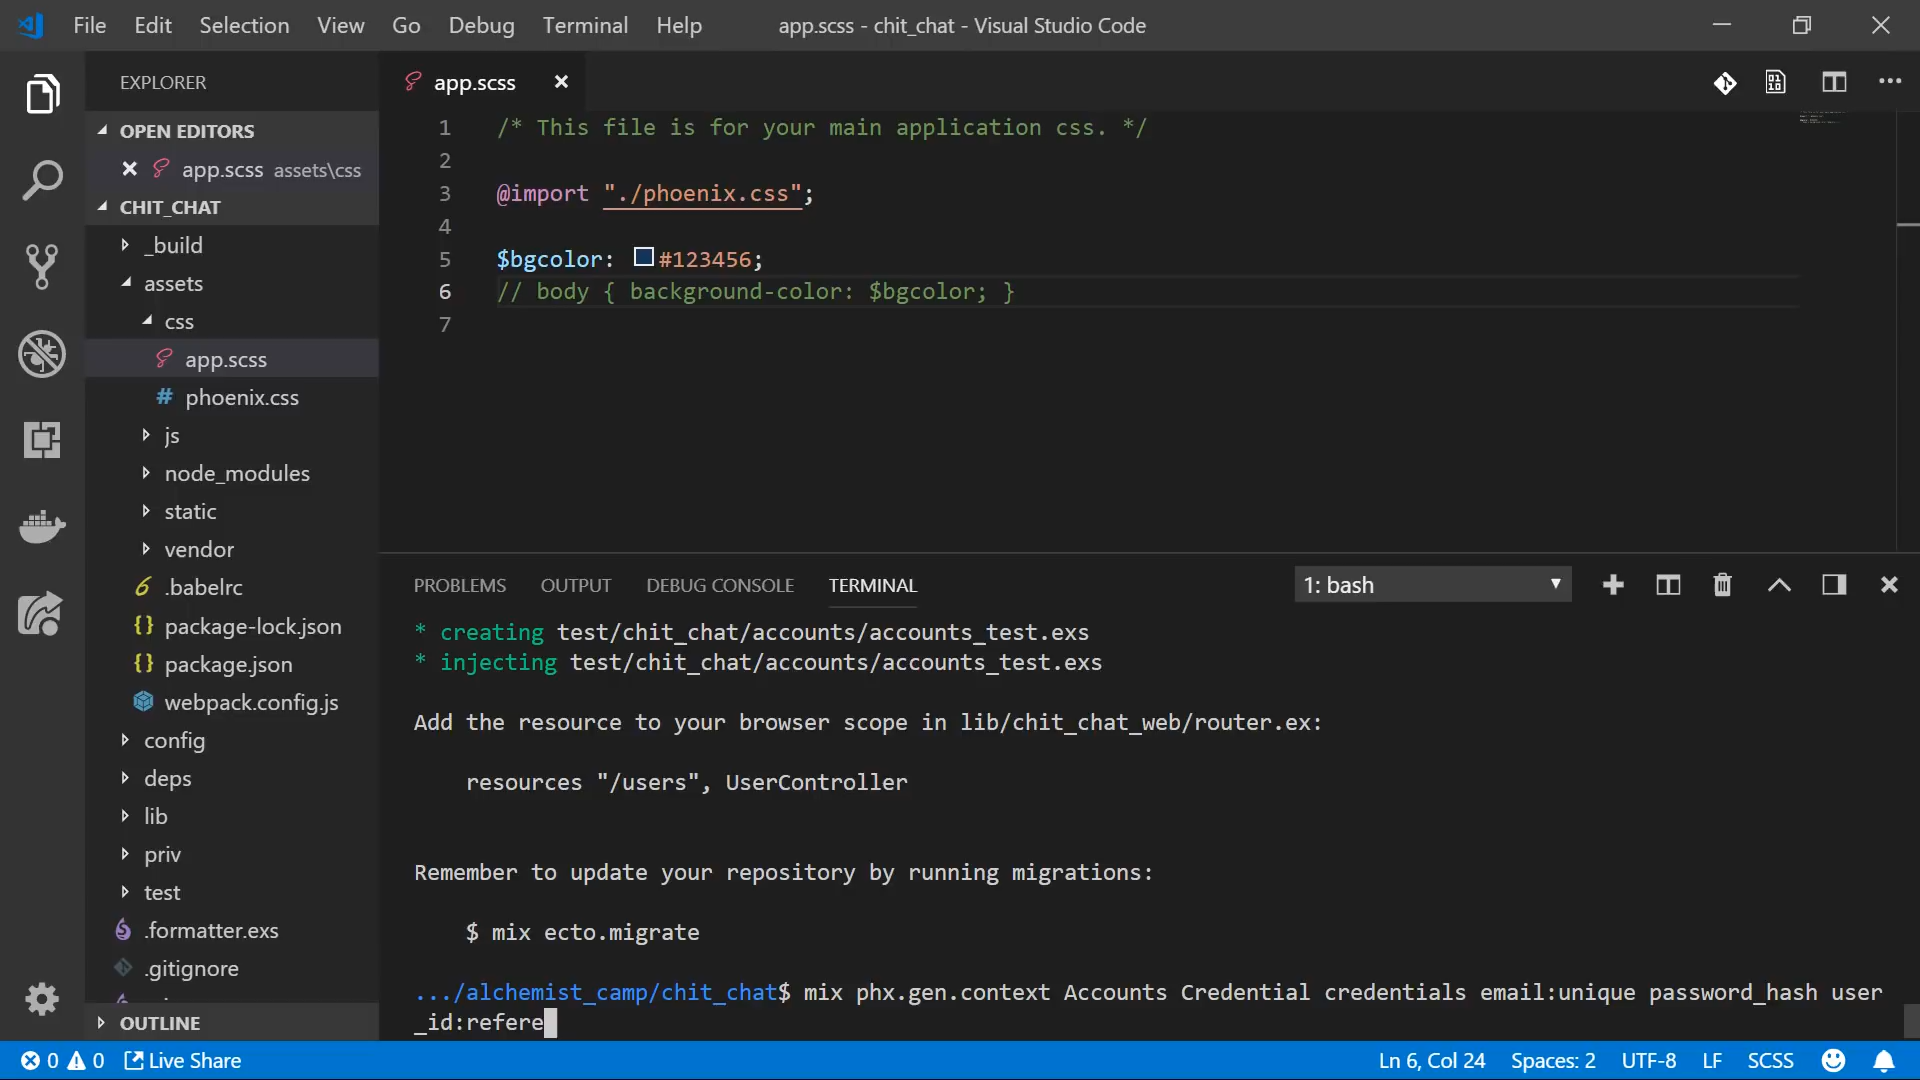 File Edit Selection View Go Debug Terminal Help
app.scss - chit_chat - Visual Studio Code
EXPLORER
OPEN EDITORS
app.scss assets\css
CHIT_CHAT
_build
assets
css
app.scss
phoenix.css
js
node_modules
static
vendor
.babelrc
package-lock.json
package.json
webpack.config.js
config
deps
lib
priv
test
.formatter.exs
.gitignore
OUTLINE
app.scss
1 /* This file is for your main application css. */
2
3 @import "./phoenix.css";
4
5 $bgcolor: #123456;
6 // body { background-color: $bgcolor; }
7
PROBLEMS OUTPUT DEBUG CONSOLE TERMINAL
1: bash
* creating test/chit_chat/accounts/accounts_test.exs
* injecting test/chit_chat/accounts/accounts_test.exs
Add the resource to your browser scope in lib/chit_chat_web/router.ex:
resources "/users", UserController
Remember to update your repository by running migrations:
$ mix ecto.migrate
.../alchemist_camp/chit_chat$ mix phx.gen.context Accounts Credential credentials email:unique password_hash user
_id:refere
0 0 Live Share
Ln 6, Col 24 Spaces: 2 UTF-8 LF SCSS